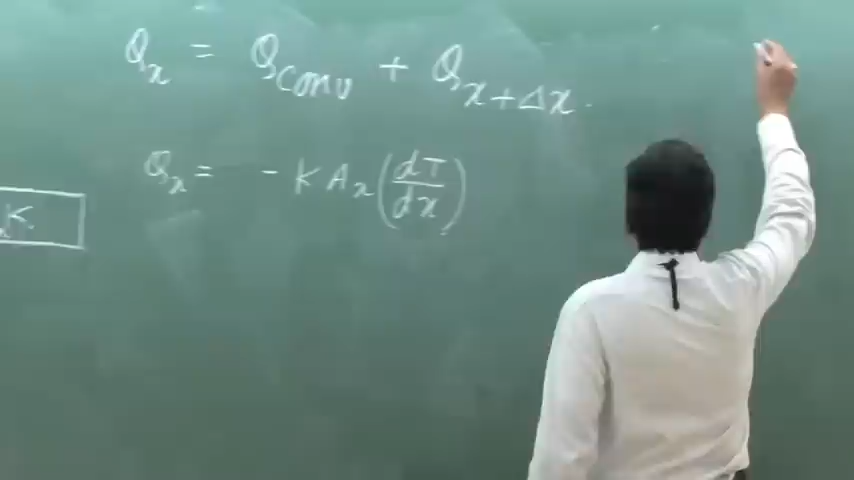 Qx = Qconv + Qx+Δx.
Qx = - K Ax (dT/dx)
K